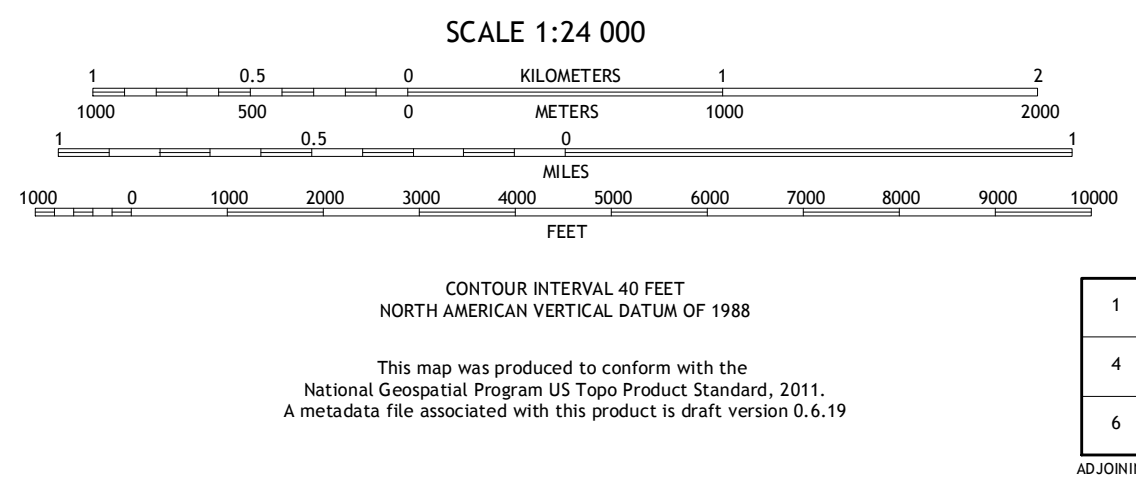 SCALE 1:24 000
1 0.5 0 KILOMETERS 1 2
1000 500 0 METERS 1000 2000
1 0.5 0 1
MILES
1000 0 1000 2000 3000 4000 5000 6000 7000 8000 9000 10000
FEET
CONTOUR INTERVAL 40 FEET
NORTH AMERICAN VERTICAL DATUM OF 1988
This map was produced to conform with the
National Geospatial Program US Topo Product Standard, 2011.
A metadata file associated with this product is draft version 0.6.19
1
4
6